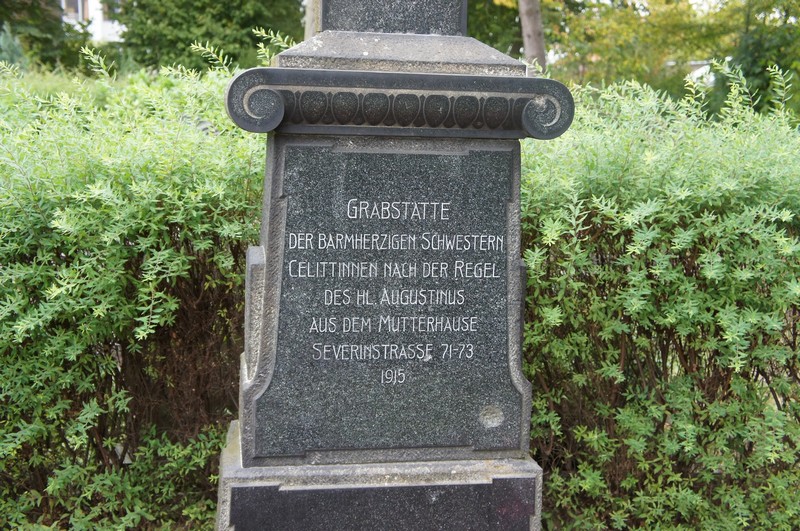 GRABSTÄTTE
DER BARMHERZIGEN SCHWESTERN
CELITTINNEN NACH DER REGEL
DES HL. AUGUSTINUS
AUS DEM MUTTERHAUSE
SEVERINSTRASSE 71-73
1915